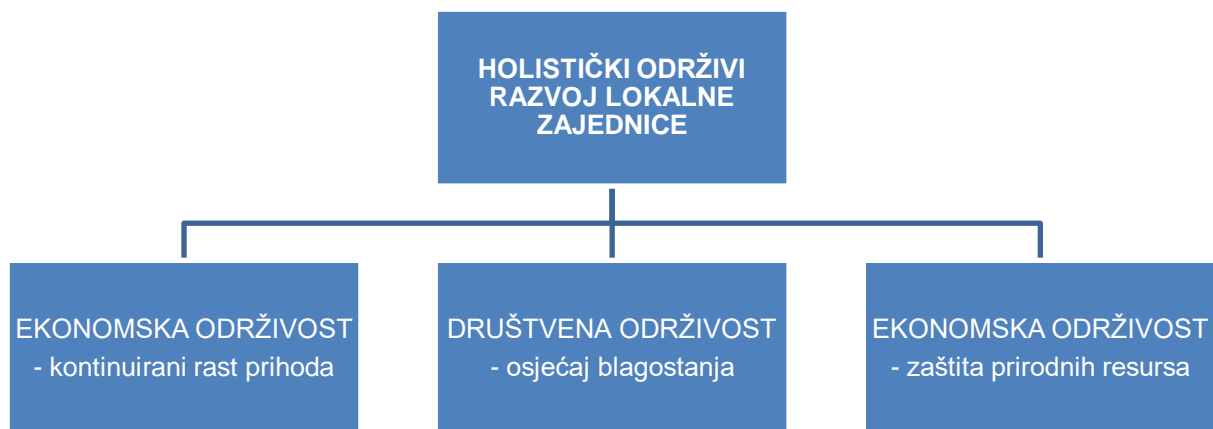 HOLISTIČKI ODRŽIVI
RAZVOJ LOKALNE
ZAJEDNICE
EKONOMSKA ODRŽIVOST
- kontinuirani rast prihoda
DRUŠTVENA ODRŽIVOST
- osjećaj blagostanja
EKONOMSKA ODRŽIVOST
- zaštita prirodnih resursa